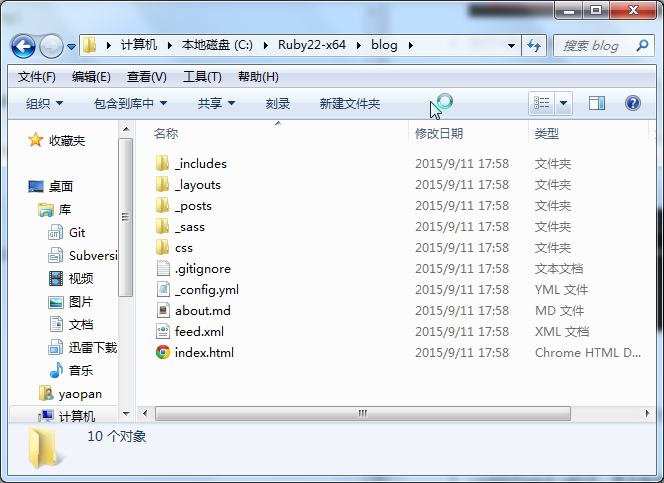 计算机 本地磁盘 (C:) Ruby22-x64 blog 搜索 blog
文件(F) 编辑(E) 查看(V) 工具(T) 帮助(H)
组织 包含到库中 共享 刻录 新建文件夹
收藏夹
桌面
库
Git
Subversi
视频
图片
文档
迅雷下载
音乐
yaopan
计算机
名称 修改日期 类型
_includes 2015/9/11 17:58 文件夹
_layouts 2015/9/11 17:58 文件夹
_posts 2015/9/11 17:58 文件夹
_sass 2015/9/11 17:58 文件夹
css 2015/9/11 17:58 文件夹
.gitignore 2015/9/11 17:58 文本文档
_config.yml 2015/9/11 17:58 YML 文件
about.md 2015/9/11 17:58 MD 文件
feed.xml 2015/9/11 17:58 XML 文档
index.html 2015/9/11 17:58 Chrome HTML D...
10 个对象